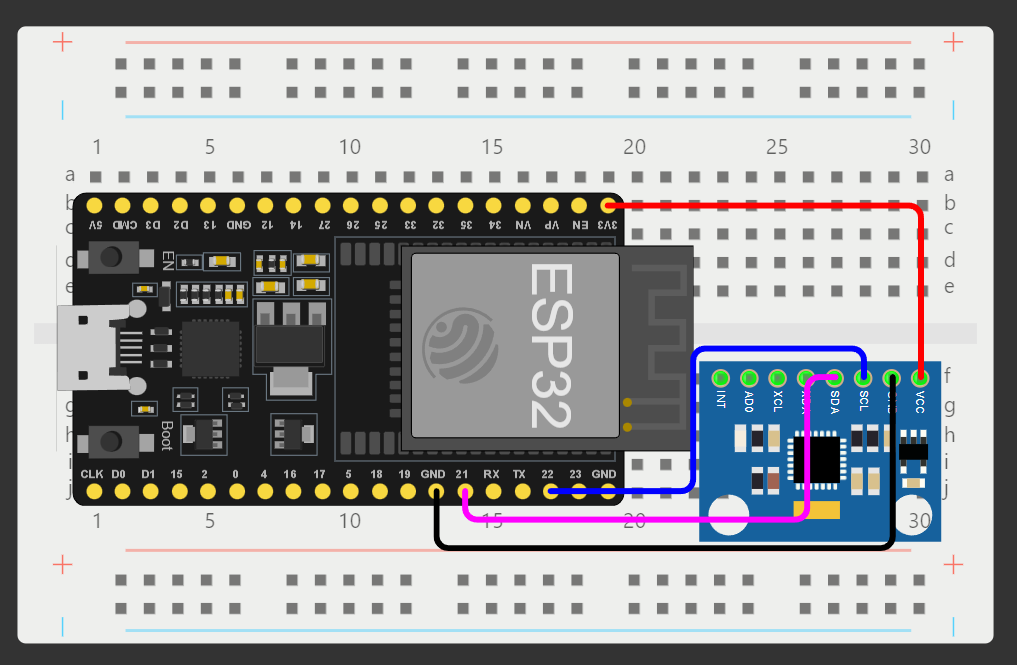 1 5 10 15 20 25 30
a a
b b
5V CMD D3 D2 13 GND 12 14 27 26 25 33 32 35 34 VN VP EN 3V3
c c
d d
EN
e e
ESP32
f f
INT AD0 XCL SDA SCL VCC
g g
h h
Boot
i i
CLK D0 D1 15 2 0 4 16 17 5 18 19 GND 21 RX TX 22 23 GND
j j
1 5 10 15 20 30